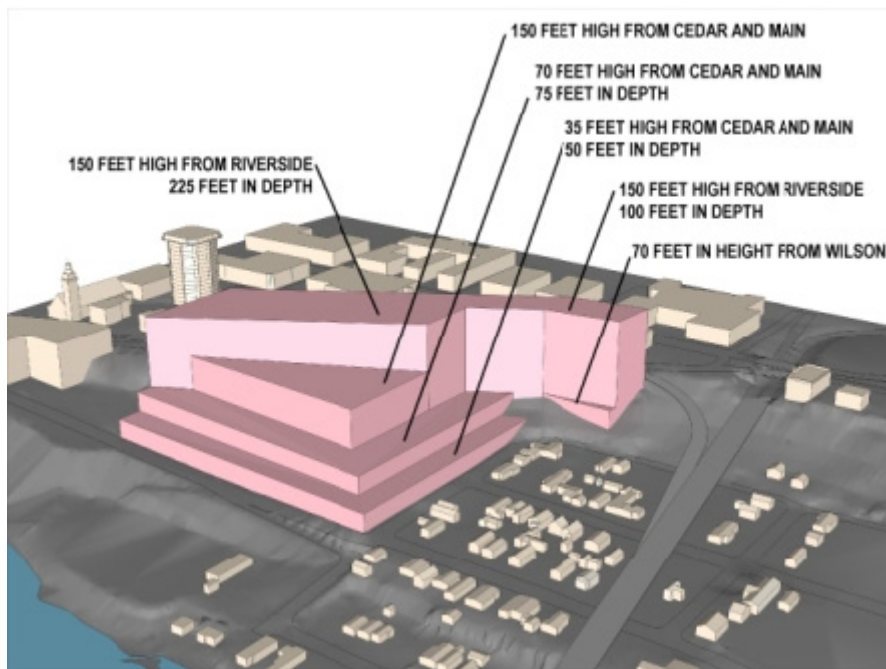 150 FEET HIGH FROM CEDAR AND MAIN
70 FEET HIGH FROM CEDAR AND MAIN
75 FEET IN DEPTH
35 FEET HIGH FROM CEDAR AND MAIN
50 FEET IN DEPTH
150 FEET HIGH FROM RIVERSIDE
225 FEET IN DEPTH
150 FEET HIGH FROM RIVERSIDE
100 FEET IN DEPTH
70 FEET IN HEIGHT FROM WILSON